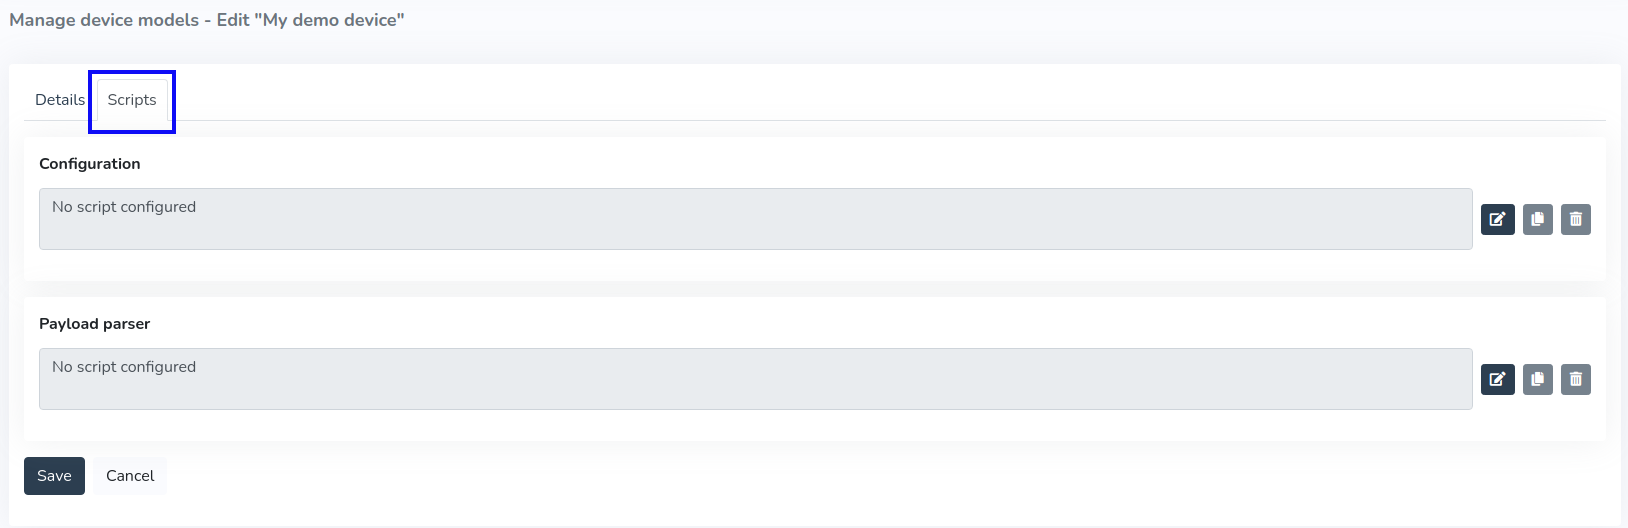 Manage device models - Edit "My demo device"
Details Scripts
Configuration
No script configured
Payload parser
No script configured
Save Cancel